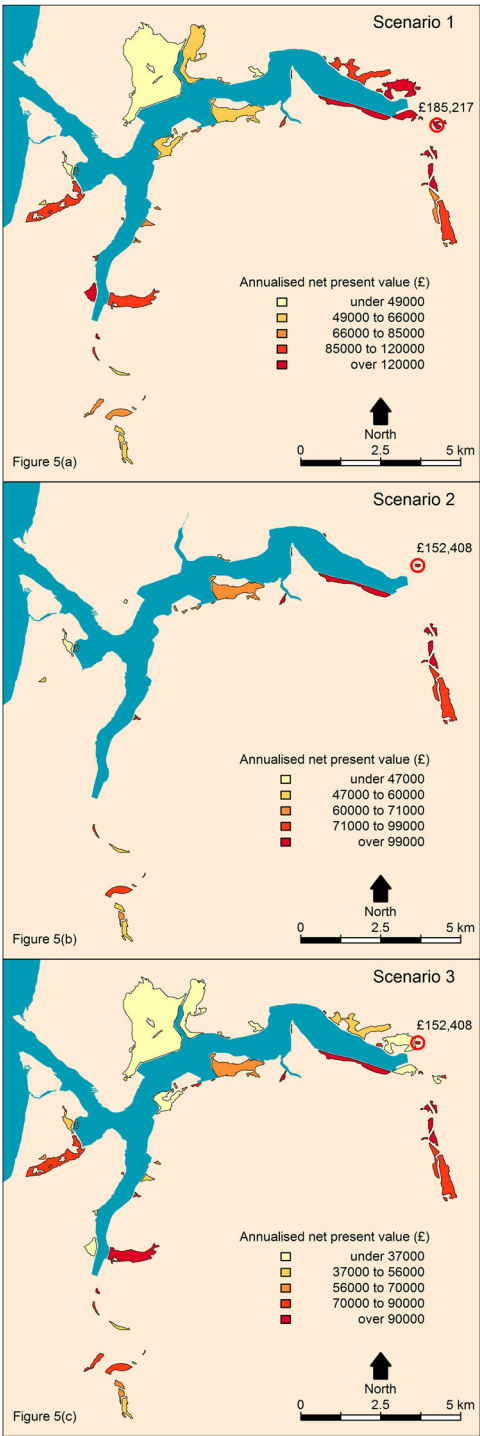 Scenario 1
£185,217
Annualised net present value (£)
under 49000
49000 to 66000
66000 to 85000
85000 to 120000
over 120000
North
0 2.5 5 km
Figure 5(a)
Scenario 2
£152,408
Annualised net present value (£)
under 47000
47000 to 60000
60000 to 71000
71000 to 99000
over 99000
North
0 2.5 5 km
Figure 5(b)
Scenario 3
£152,408
Annualised net present value (£)
under 37000
37000 to 56000
56000 to 70000
70000 to 90000
over 90000
North
0 2.5 5 km
Figure 5(c)